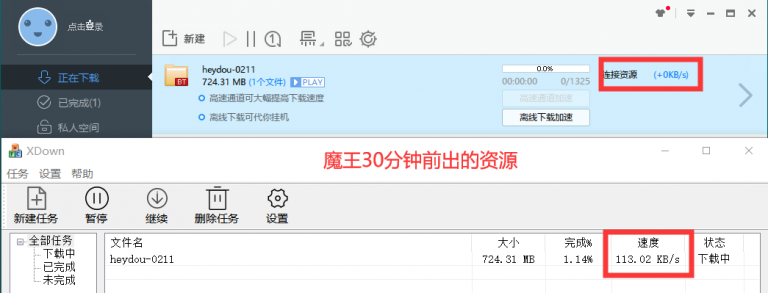 点击登录
新建
正在下载
已完成(1)
私人空间
BT
heydou-0211
724.31 MB (1个文件) PLAY
高速通道可大幅提高下载速度
离线下载可代你挂机
0.0%
00:00:00 0/1325
高速通道加速
离线下载加速
连接资源 (+0KB/s)
XDown
魔王30分钟前出的资源
任务 设置 帮助
新建任务 暂停 继续 删除任务 设置
全部任务
下载中
已完成
未完成
文件名 大小 完成% 速度 状态
heydou-0211 724.31 MB 1.14% 113.02 KB/s 下载中